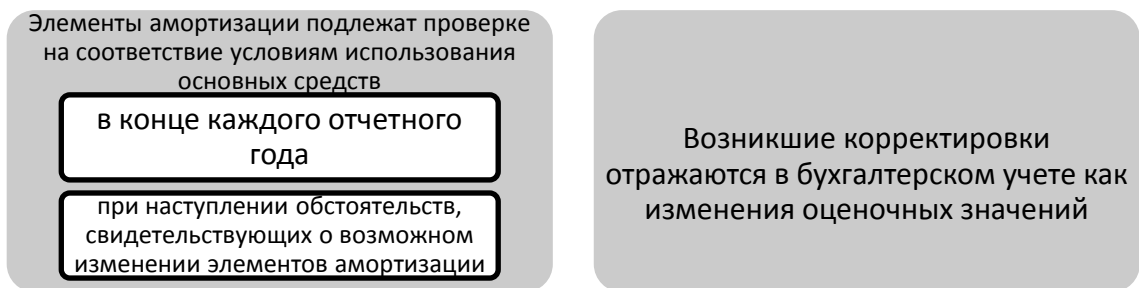 Элементы амортизации подлежат проверке
на соответствие условиям использования
основных средств
в конце каждого отчетного
года
при наступлении обстоятельств,
свидетельствующих о возможном
изменении элементов амортизации
Возникшие корректировки
отражаются в бухгалтерском учете как
изменения оценочных значений